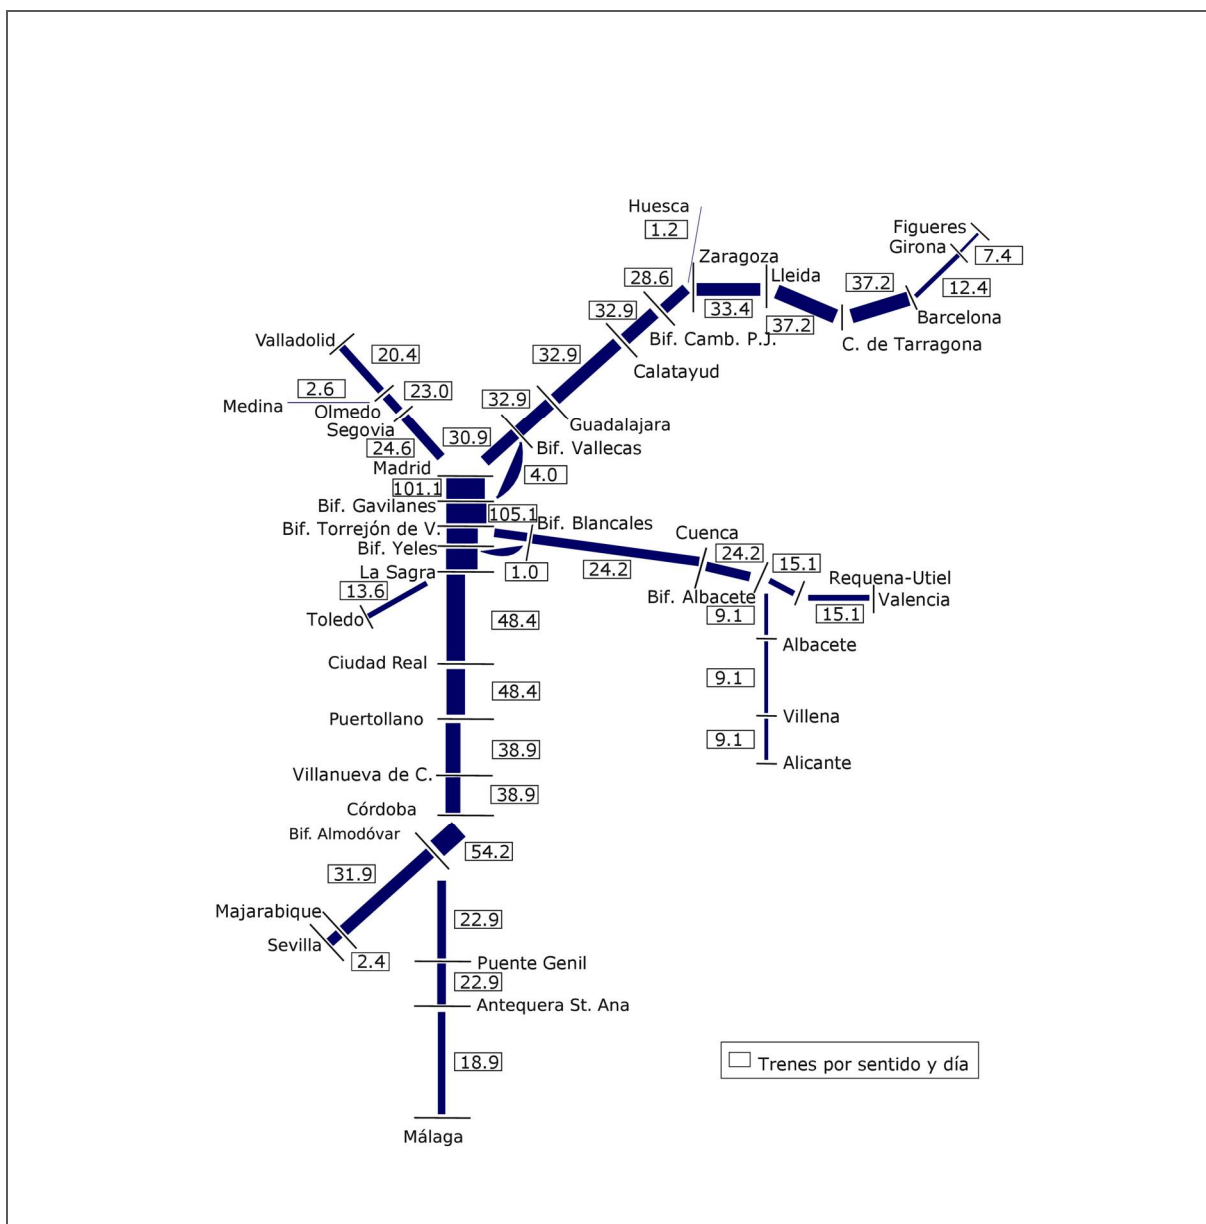 Huesca
1.2
Figueres
Girona
7.4
Zaragoza
28.6
Lleida
37.2
12.4
33.4
32.9
37.2
Barcelona
Bif. Camb. P.J.
C. de Tarragona
Valladolid
20.4
32.9
Calatayud
2.6
23.0
32.9
Medina
Olmedo
Segovia
Guadalajara
24.6
30.9
Bif. Vallecas
Madrid
4.0
101.1
Bif. Gavilanes
105.1
Bif. Blancales
Bif. Torrejón de V.
Cuenca
Bif. Yeles
24.2
15.1
La Sagra
1.0
24.2
Requena-Utiel
13.6
Bif. Albacete
Valencia
Toledo
48.4
9.1
15.1
Albacete
Ciudad Real
9.1
48.4
Puertollano
Villena
38.9
9.1
Alicante
Villanueva de C.
38.9
Córdoba
Bif. Almodóvar
54.2
31.9
Majarabique
22.9
Sevilla
2.4
Puente Genil
22.9
Antequera St. Ana
18.9
Trenes por sentido y día
Málaga